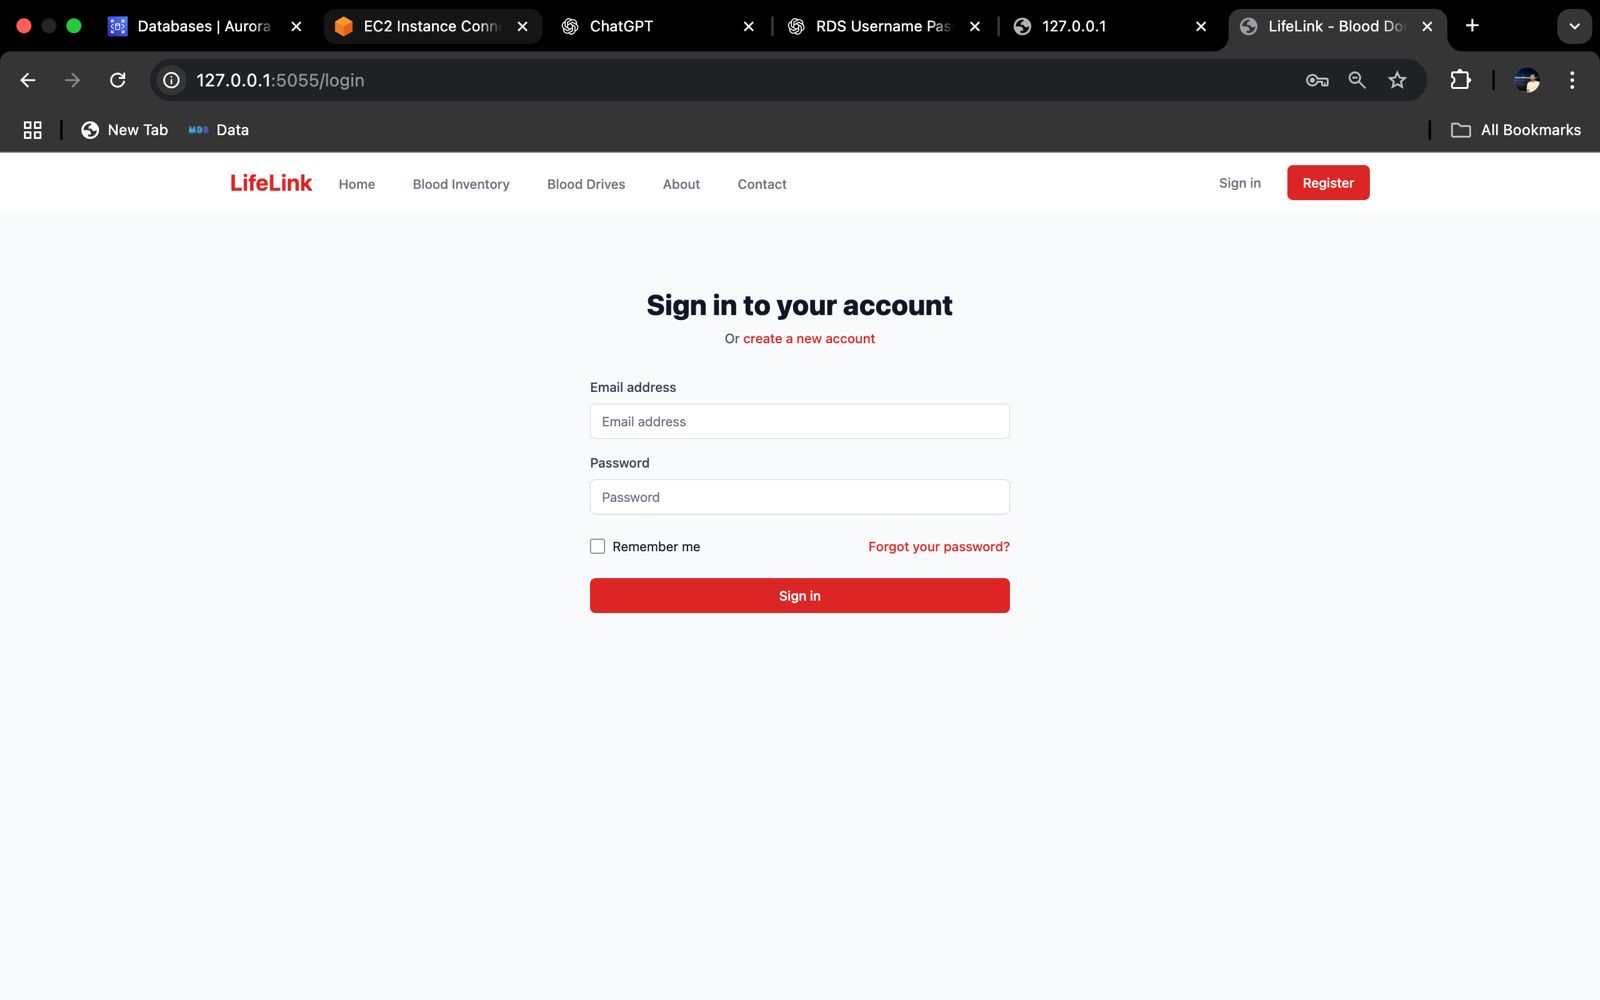 Databases | Aurora
EC2 Instance Conn
ChatGPT
RDS Username Pas
127.0.0.1
LifeLink - Blood Do
127.0.0.1:5055/login
New Tab
MDB Data
All Bookmarks
LifeLink
Home
Blood Inventory
Blood Drives
About
Contact
Sign in
Register
Sign in to your account
Or create a new account
Email address
Email address
Password
Password
Remember me
Forgot your password?
Sign in